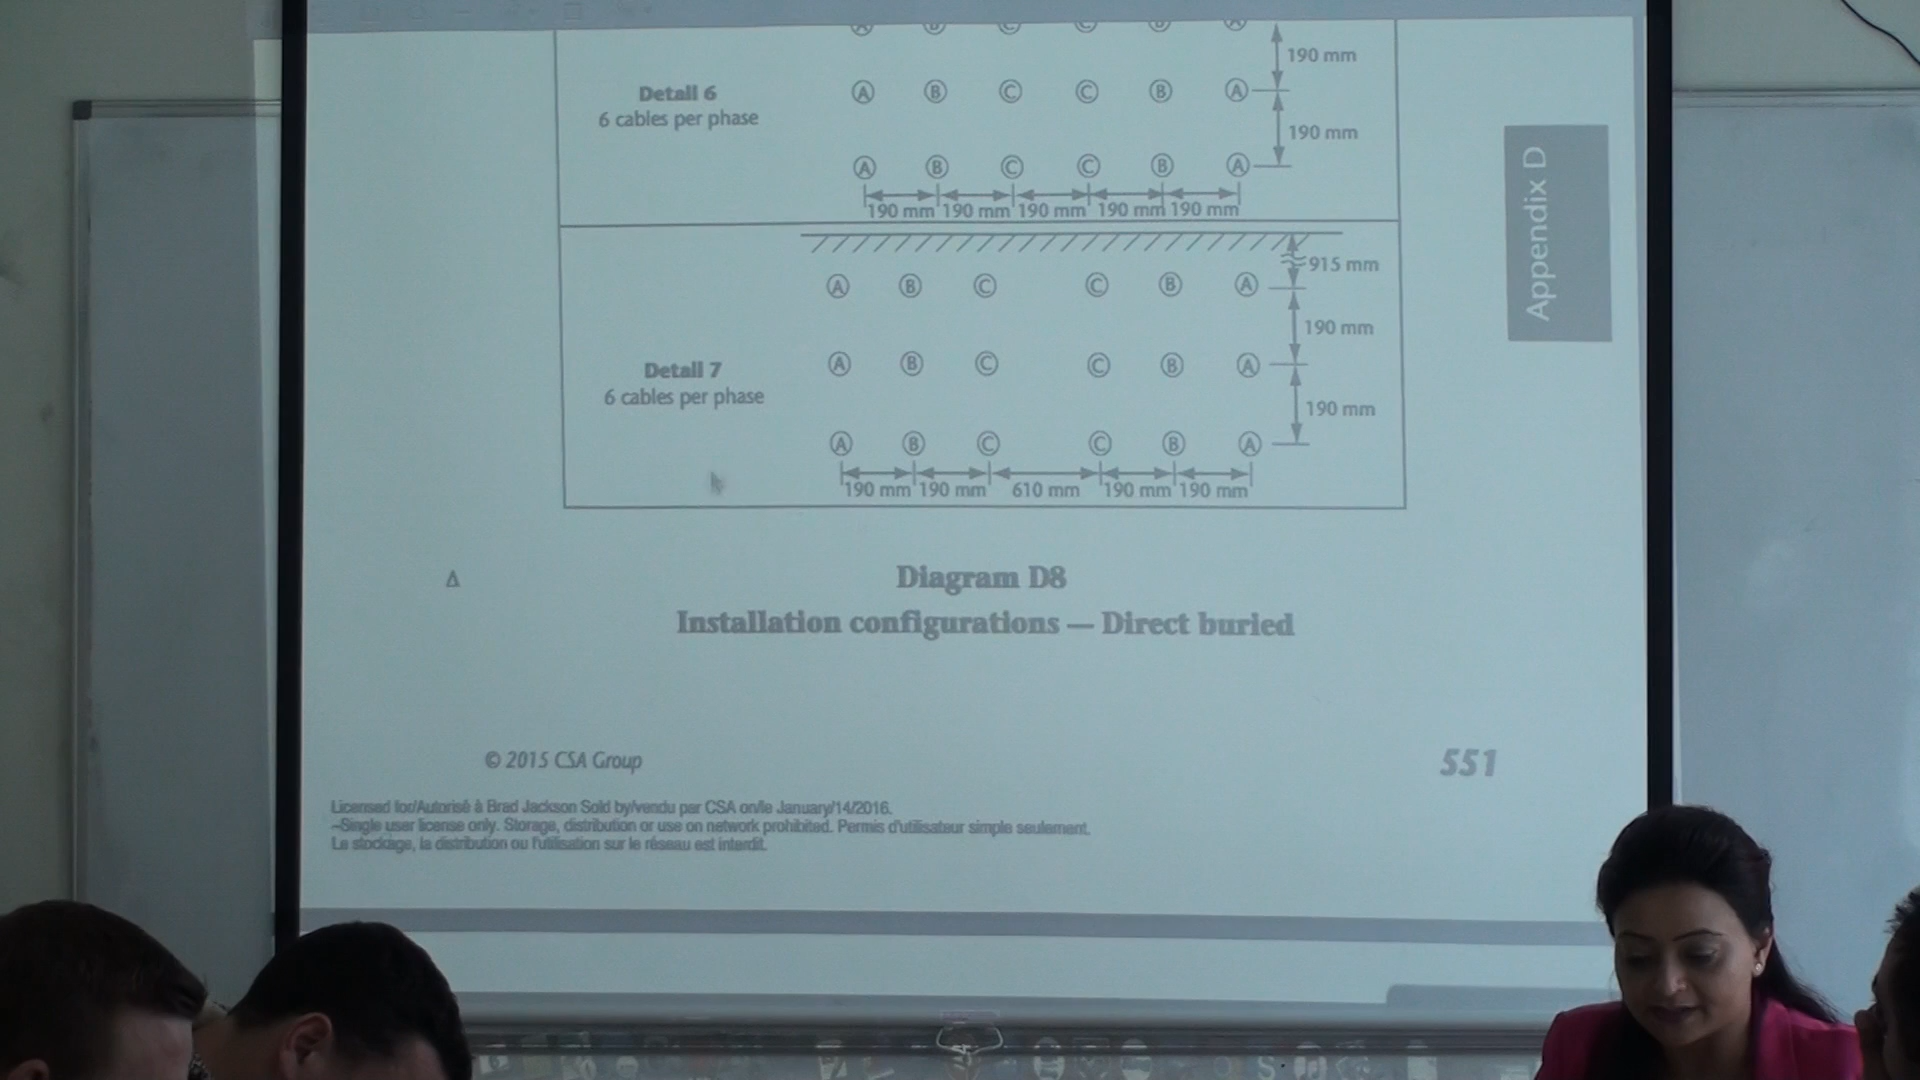 A B C C B A
190 mm
Detail 6
A B C C B A
6 cables per phase
190 mm
A B C C B A
190 mm 190 mm 190 mm 190 mm 190 mm
915 mm
A B C C B A
190 mm
Detail 7
A B C C B A
6 cables per phase
190 mm
A B C C B A
190 mm 190 mm 610 mm 190 mm 190 mm
Appendix D
Δ
Diagram D8
Installation configurations — Direct buried
© 2015 CSA Group
551
Licensed for/Autorisé à Brad Jackson Sold by/vendu par CSA on/le January/14/2016.
~Single user license only. Storage, distribution or use on network prohibited. Permis d'utilisateur simple seulement.
Le stockage, la distribution ou l'utilisation sur le réseau est interdit.